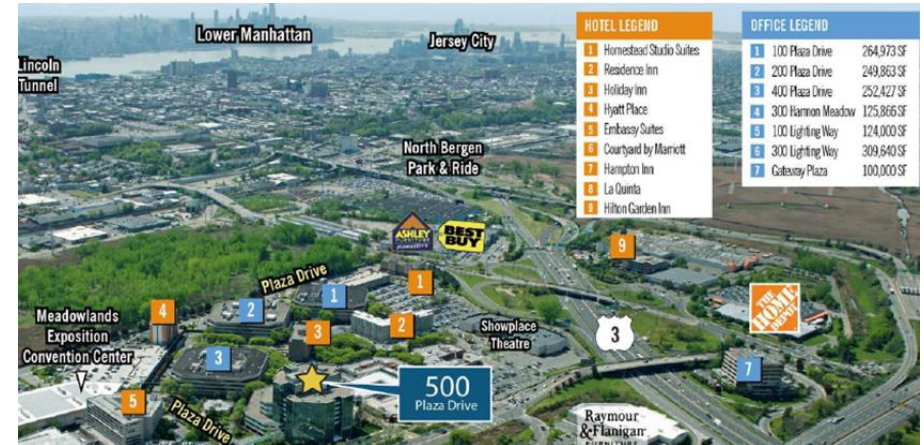 Lower Manhattan
Jersey City
Lincoln
Tunnel
North Bergen
Park & Ride
ASHLEY
FURNITURE
HomeStore
BEST
BUY
Plaza Drive
Meadowlands
Exposition
Convention Center
Showplace
Theatre
3
THE
HOME
DEPOT
500
Plaza Drive
Plaza Drive
Raymour
&Flanigan
FURNITURE
4
2
1
1
3
2
3
5
9
7
HOTEL LEGEND
1 Homestead Studio Suites
2 Residence Inn
3 Holiday Inn
4 Hyatt Place
5 Embassy Suites
6 Courtyard by Marriott
7 Hampton Inn
8 La Quinta
9 Hilton Garden Inn
OFFICE LEGEND
1 100 Plaza Drive 264,973 SF
2 200 Plaza Drive 249,863 SF
3 400 Plaza Drive 252,427 SF
4 300 Harmon Meadow 125,866 SF
5 100 Lighting Way 124,000 SF
6 300 Lighting Way 309,640 SF
7 Gateway Plaza 100,000 SF